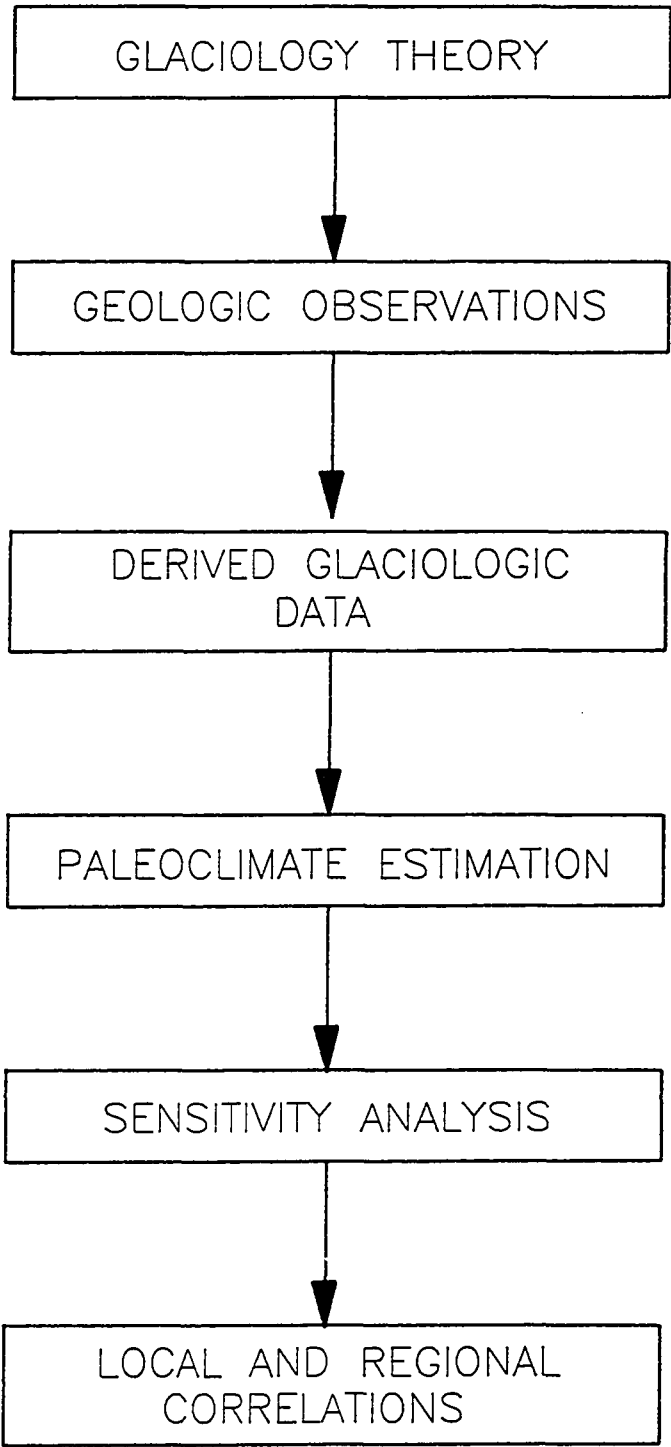 GLACIOLOGY THEORY
GEOLOGIC OBSERVATIONS
DERIVED GLACIOLOGIC
DATA
PALEOCLIMATE ESTIMATION
SENSITIVITY ANALYSIS
LOCAL AND REGIONAL
CORRELATIONS